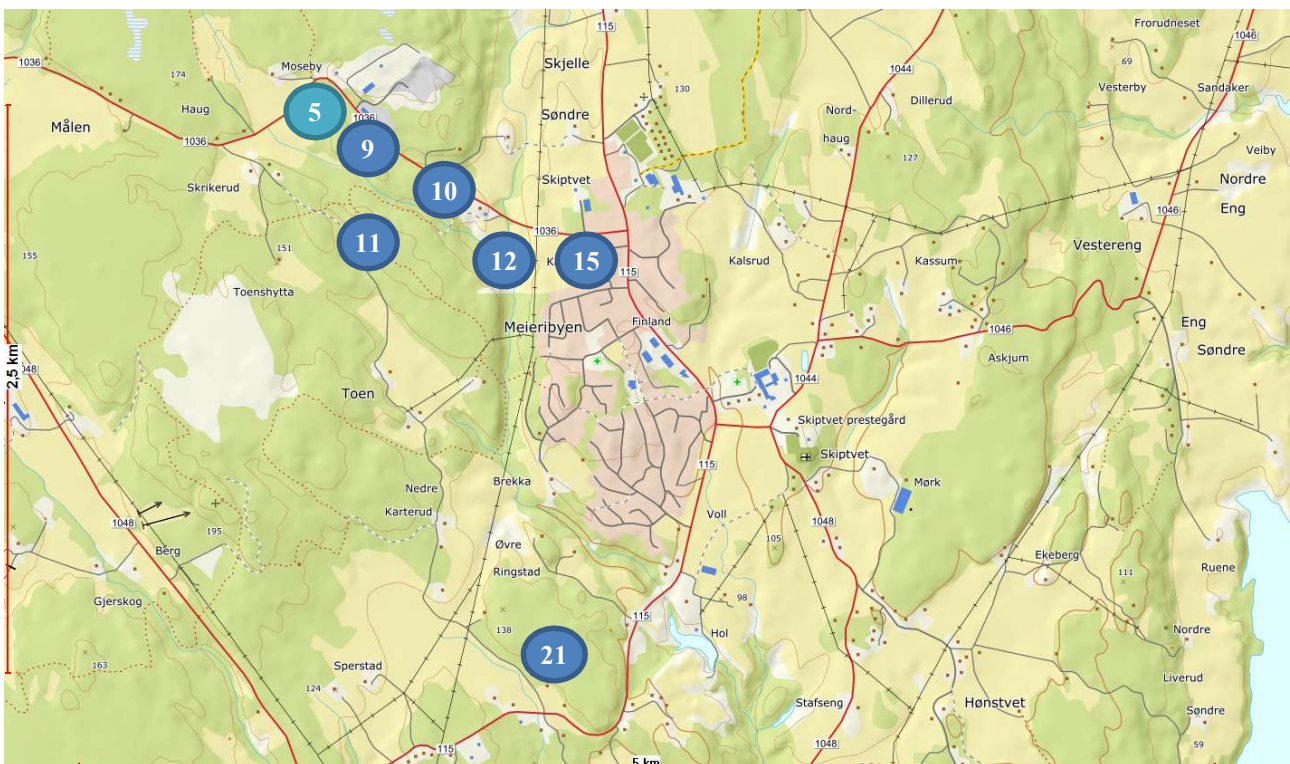 115
Frorudneset
1046
1036
Moseby
Skjelle
1044
69
174
130
Vesterby
Sandaker
Haug
5
1036
Dillerud
Målen
Søndre
Nord-
haug
1036
9
127
Veiby
Skrikerud
10
Skiptvet
Nordre
Eng
1046
11
1036
151
12
15
Kalsrud
Kassum
Vestereng
155
115
Toenshytta
Meieribyen
Finland
Eng
1046
Søndre
2,5 km
Askjum
1048
Toen
1044
Skiptvet prestegård
Skiptvet
115
Nedre
Karterud
Brekka
Mørk
195
1048
Voll
1048
Berg
Øvre
Ringstad
105
Ekeberg
111
Ruene
Gjerskog
98
115
138
Hol
Nordre
21
163
Sperstad
124
Liverud
Stafseng
Hønstvet
Søndre
59
115
1048
5 km